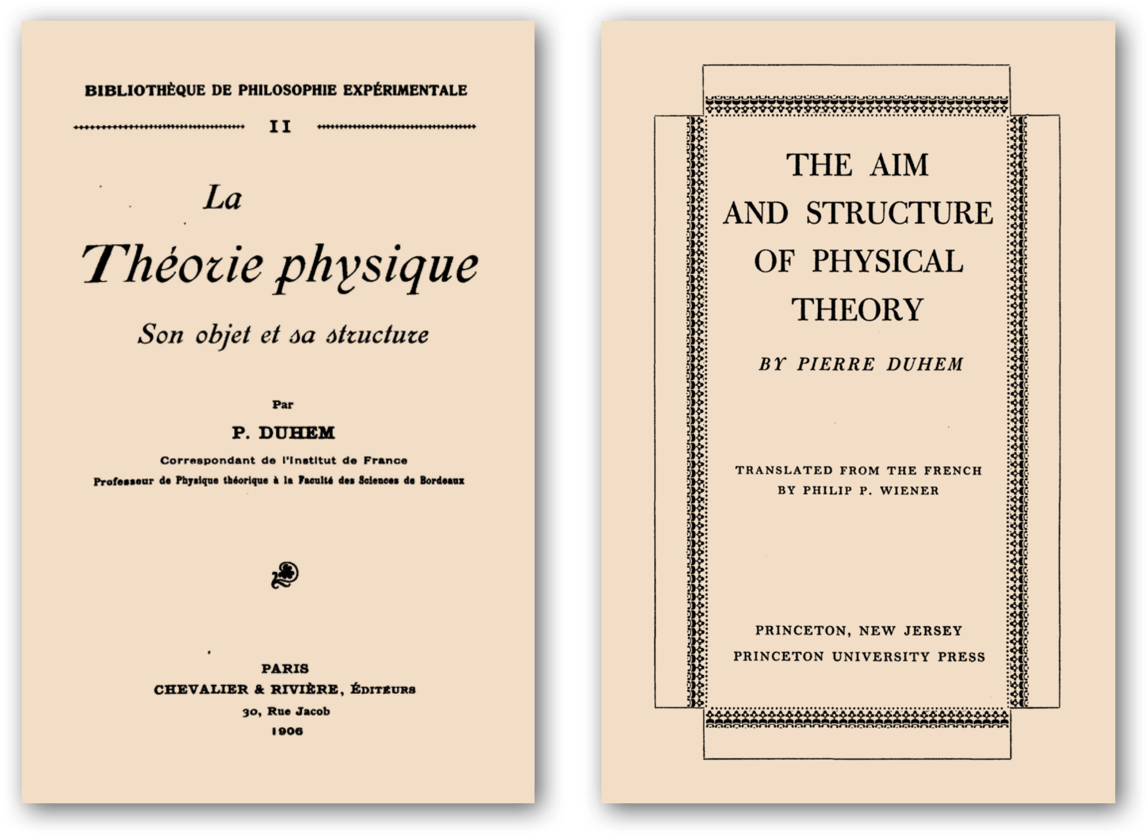 BIBLIOTHÈQUE DE PHILOSOPHIE EXPÉRIMENTALE
II
La
Théorie physique
Son objet et sa structure
Par
P. DUHEM
Correspondant de l'Institut de France
Professeur de Physique théorique à la Faculté des Sciences de Bordeaux
PARIS
CHEVALIER & RIVIÈRE, ÉDITEURS
30, Rue Jacob
1906
THE AIM
AND STRUCTURE
OF PHYSICAL
THEORY
BY PIERRE DUHEM
TRANSLATED FROM THE FRENCH
BY PHILIP P. WIENER
PRINCETON, NEW JERSEY
PRINCETON UNIVERSITY PRESS